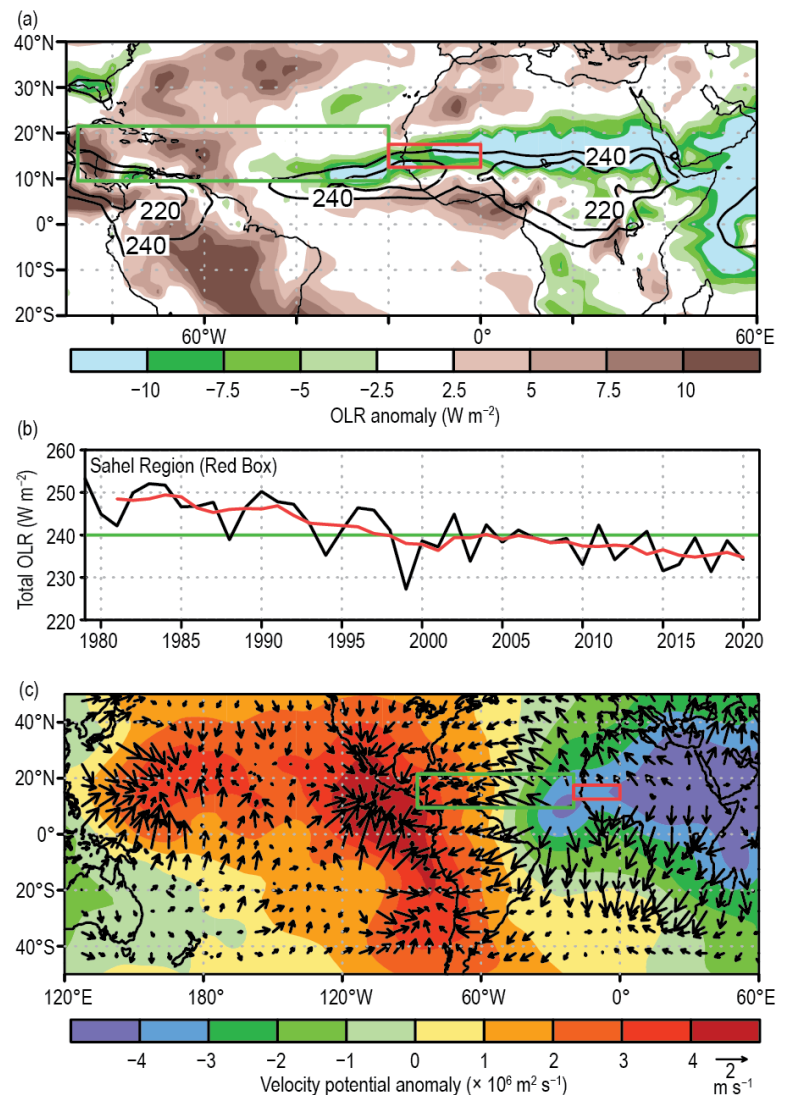 (a)
40°N
30°N
20°N
10°N
0°
10°S
20°S
240
220
240
220
240
60°W 0° 60°E
−10 −7.5 −5 −2.5 2.5 5 7.5 10
OLR anomaly (W m⁻²)
(b)
260
250
240
230
220
Total OLR (W m⁻²)
Sahel Region (Red Box)
1980 1985 1990 1995 2000 2005 2010 2015 2020
(c)
40°N
20°N
0°
20°S
40°S
120°E 180° 120°W 60°W 0° 60°E
−4 −3 −2 −1 0 1 2 3 4 2
Velocity potential anomaly (× 10⁶ m² s⁻¹) m s⁻¹